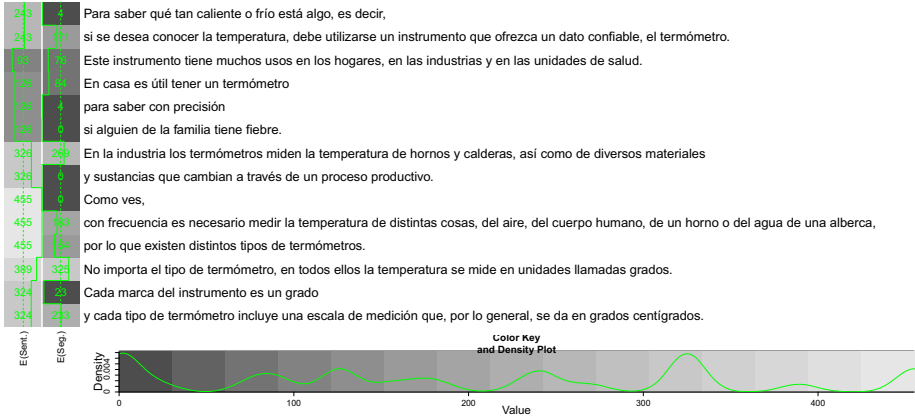 243 4 Para saber qué tan caliente o frío está algo, es decir,
243 si se desea conocer la temperatura, debe utilizarse un instrumento que ofrezca un dato confiable, el termómetro.
93 78 Este instrumento tiene muchos usos en los hogares, en las industrias y en las unidades de salud.
84 En casa es útil tener un termómetro
4 para saber con precisión
0 si alguien de la familia tiene fiebre.
326 269 En la industria los termómetros miden la temperatura de hornos y calderas, así como de diversos materiales
326 0 y sustancias que cambian a través de un proceso productivo.
455 0 Como ves,
455 con frecuencia es necesario medir la temperatura de distintas cosas, del aire, del cuerpo humano, de un horno o del agua de una alberca,
455 por lo que existen distintos tipos de termómetros.
389 325 No importa el tipo de termómetro, en todos ellos la temperatura se mide en unidades llamadas grados.
324 23 Cada marca del instrumento es un grado
324 233 y cada tipo de termómetro incluye una escala de medición que, por lo general, se da en grados centígrados.
E(Sent.) E(Seg.)
Color Key
and Density Plot
Density
0 0.004
0 100 200 300 400
Value